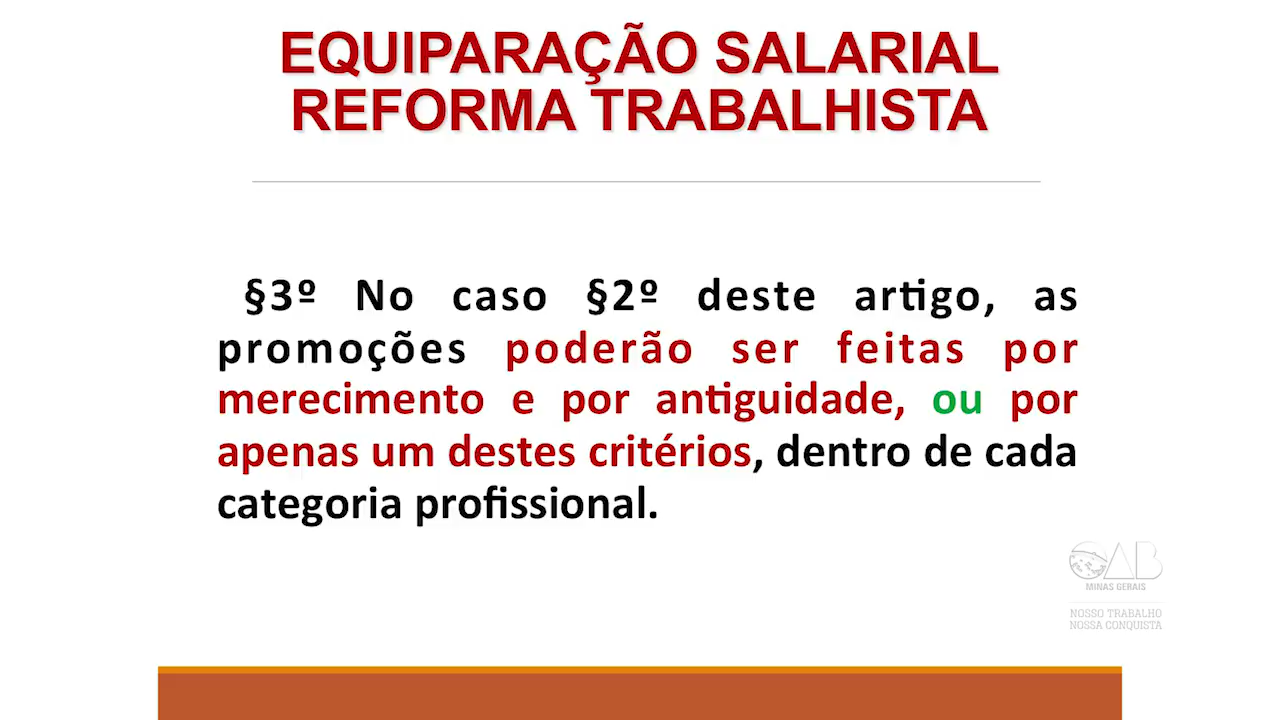 EQUIPARAÇÃO SALARIAL
REFORMA TRABALHISTA
§3º No caso §2º deste artigo, as
promoções poderão ser feitas por
merecimento e por antiguidade, ou por
apenas um destes critérios, dentro de cada
categoria profissional.
OAB
MINAS GERAIS
NOSSO TRABALHO
NOSSA CONQUISTA